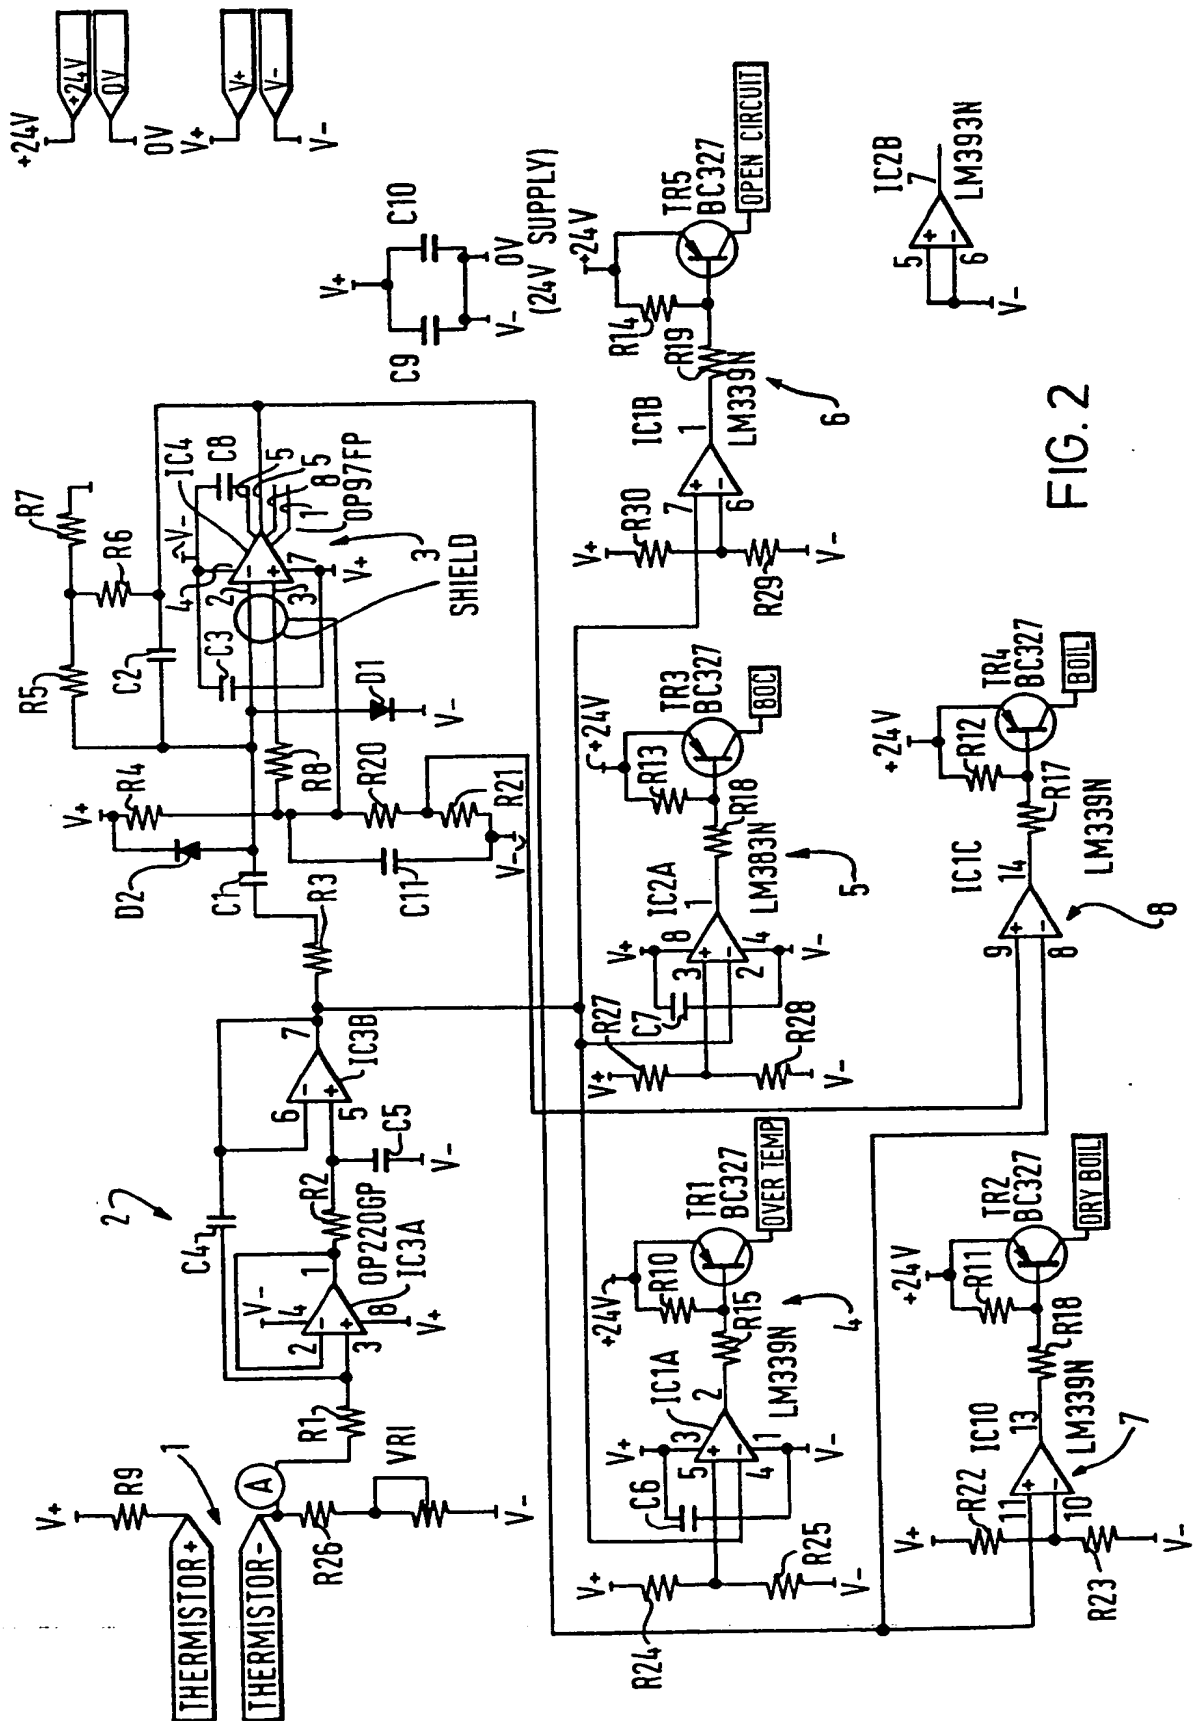 +24V
+24V
0V
0V
V+
V+
V-
V-
THERMISTOR+
THERMISTOR-
V+
R9
1
A
R26
VR1
V-
R1
2
C4
V-
4
2
1
3
8
V+
OP220GP
IC3A
R2
C5
V-
6
5
7
IC3B
R3
C1
D2
V+
R4
C11
V-
R8
R20
R21
D1
V-
R5
R7
R6
C2
C3
4
V-
2
3
7
V+
IC4
C8
5
5
8
1
OP97FP
3
SHIELD
V+
C9
C10
V-
0V
(24V SUPPLY)
V+
R24
R25
V-
V+
C6
5
3
4
1
V-
IC1A
2
LM339N
R15
+24V
R10
TR1
BC327
OVER TEMP
4
V+
R27
R28
V-
V+
C7
8
3
2
4
V-
IC2A
1
LM383N
R18
+24V
R13
TR3
BC327
80C
5
V+
R30
R29
V-
7
6
IC1B
1
LM339N
R19
R14
+24V
TR5
BC327
OPEN CIRCUIT
6
V+
R22
R23
V-
11
10
IC10
13
LM339N
R18
R11
+24V
TR2
BC327
DRY BOIL
7
9
8
IC1C
14
LM339N
R17
R12
+24V
TR4
BC327
BOIL
8
5
6
V-
IC2B
7
LM393N
FIG. 2